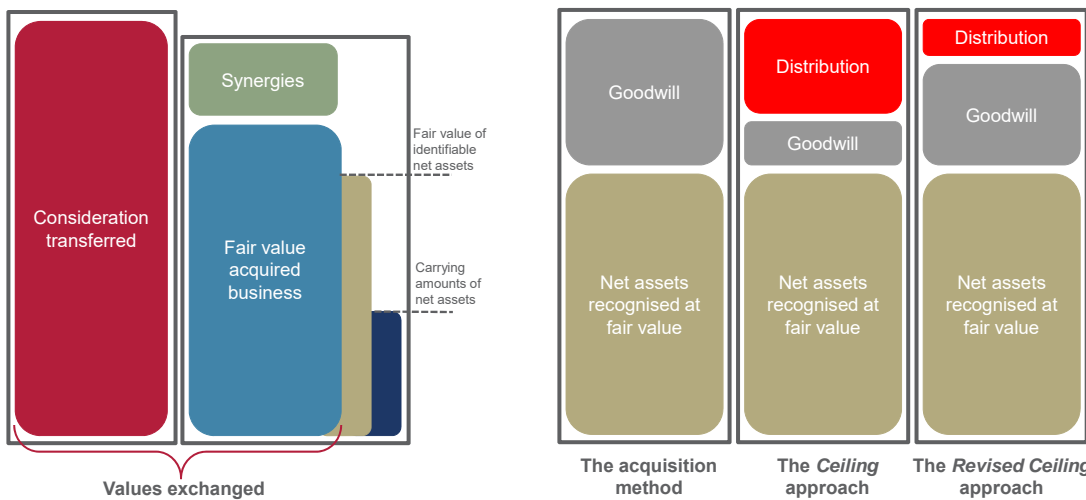 Consideration
transferred
Synergies
Fair value
acquired
business
Fair value of
identifiable
net assets
Carrying
amounts of
net assets
Values exchanged
Goodwill
Net assets
recognised at
fair value
The acquisition
method
Distribution
Goodwill
Net assets
recognised at
fair value
The Ceiling
approach
Distribution
Goodwill
Net assets
recognised at
fair value
The Revised Ceiling
approach